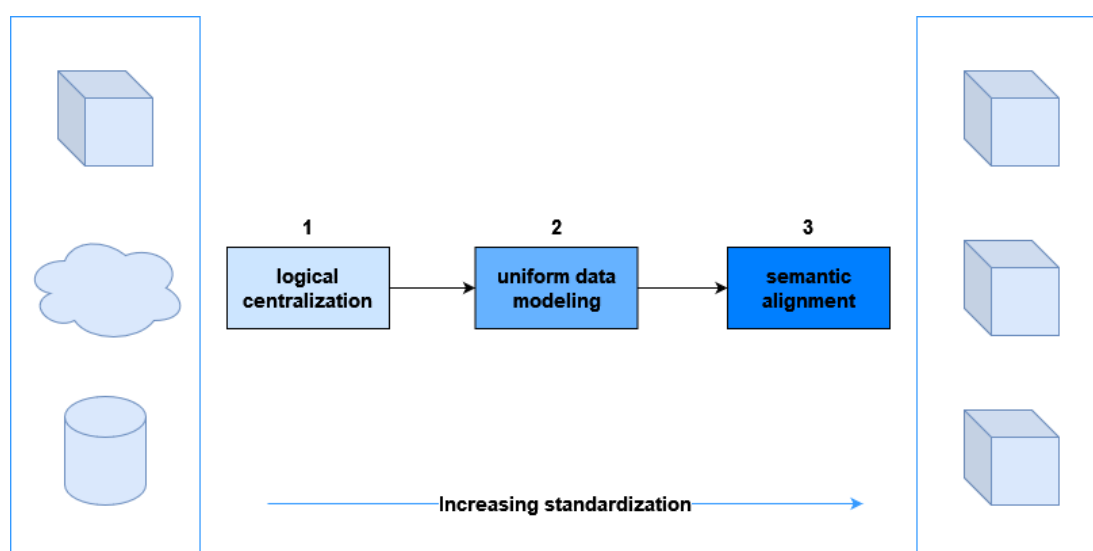 1
logical
centralization
2
uniform data
modeling
3
semantic
alignment
Increasing standardization